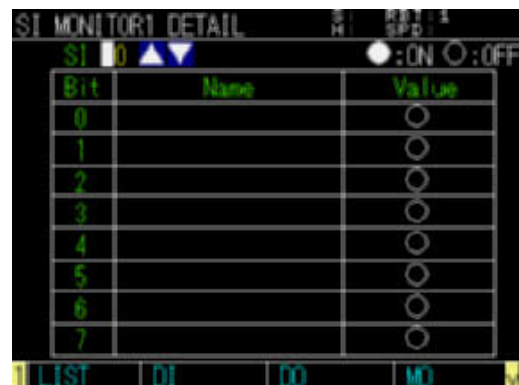 SI MONITOR1 DETAIL
SI 0 :ON :OFF
Bit Name Value
0
1
2
3
4
5
6
7
1 LIST DI DO MO